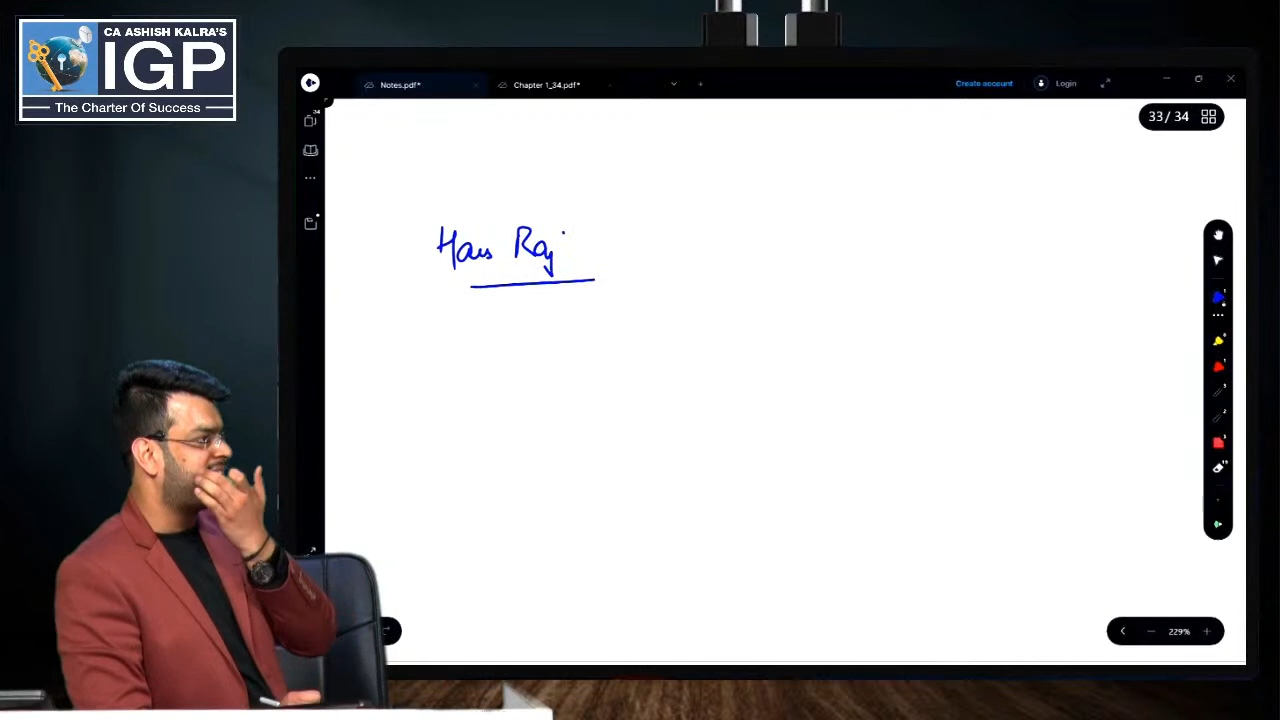 CA ASHISH KALRA'S
IGP
The Charter Of Success
Notes.pdf*
Chapter 1_34.pdf*
Create account
Login
34
33/ 34
Hans Raj
229%